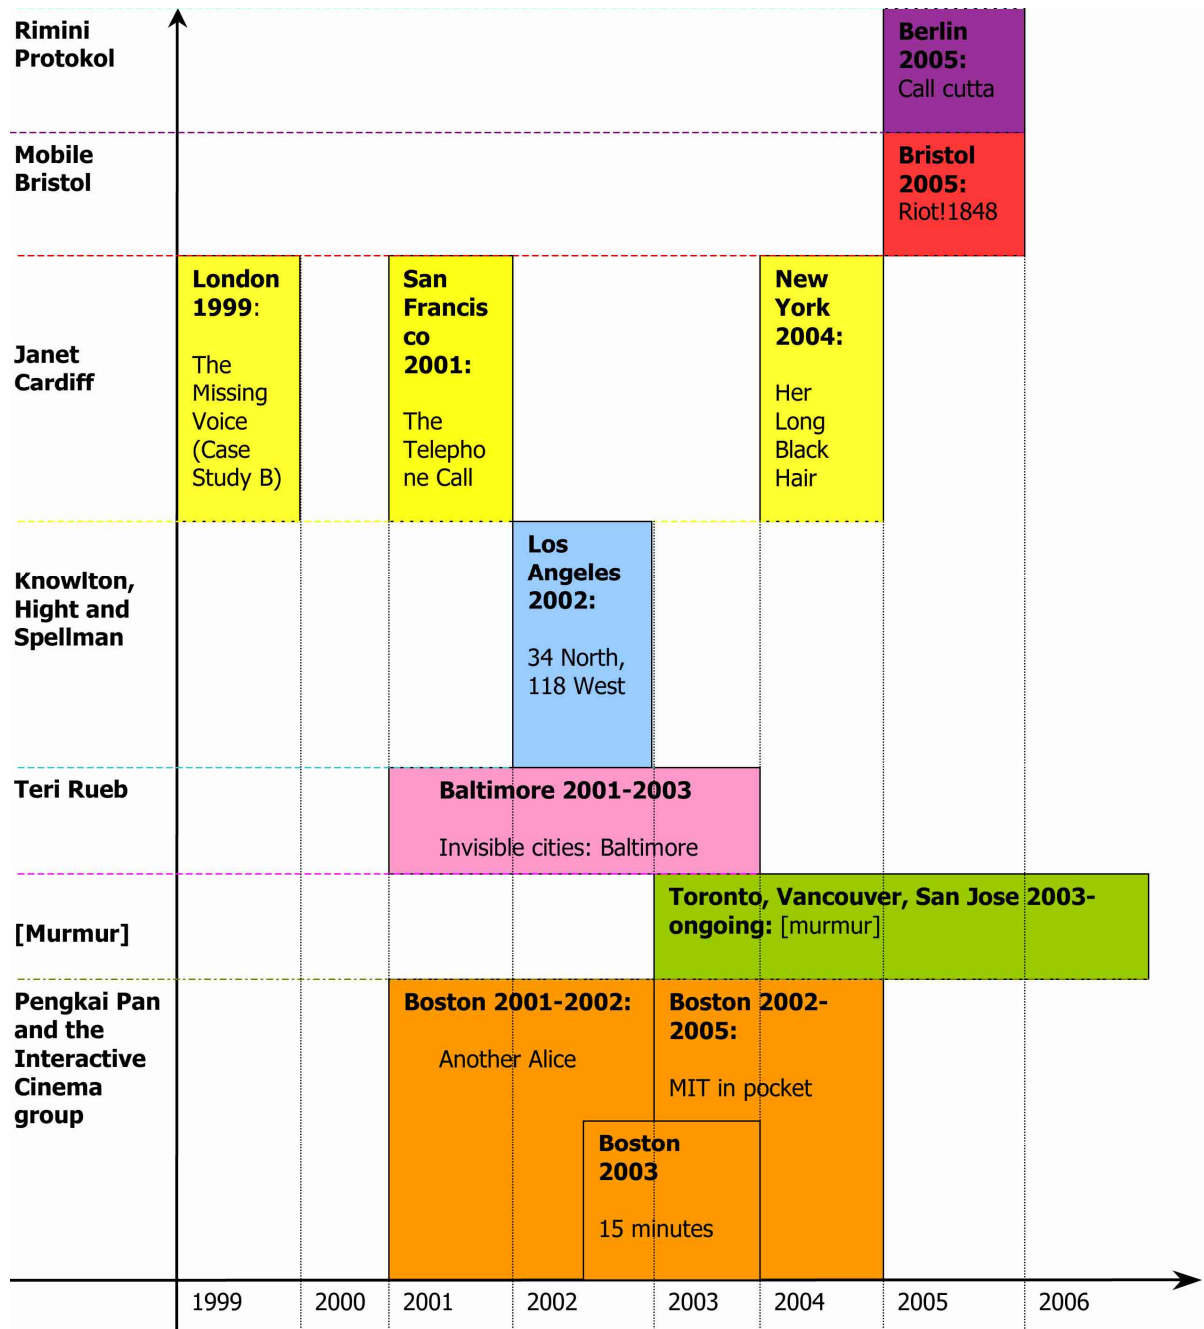 Rimini
Protokol
Berlin
2005:
Call cutta
Mobile
Bristol
Bristol
2005:
Riot!1848
Janet
Cardiff
London
1999:
The
Missing
Voice
(Case
Study B)
San
Francis
co
2001:
The
Telepho
ne Call
New
York
2004:
Her
Long
Black
Hair
Knowlton,
Hight and
Spellman
Los
Angeles
2002:
34 North,
118 West
Teri Rueb
Baltimore 2001-2003
Invisible cities: Baltimore
[Murmur]
Toronto, Vancouver, San Jose 2003-
ongoing: [murmur]
Pengkai Pan
and the
Interactive
Cinema
group
Boston 2001-2002:
Another Alice
Boston 2002-
2005:
MIT in pocket
Boston
2003
15 minutes
1999 2000 2001 2002 2003 2004 2005 2006